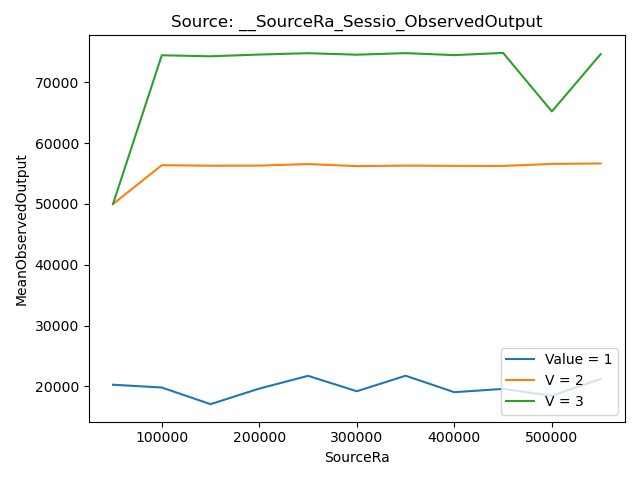 Source: __SourceRa_Sessio_ObservedOutput
MeanObservedOutput
70000
60000
50000
40000
30000
20000
Value = 1
V = 2
V = 3
100000 200000 300000 400000 500000
SourceRa